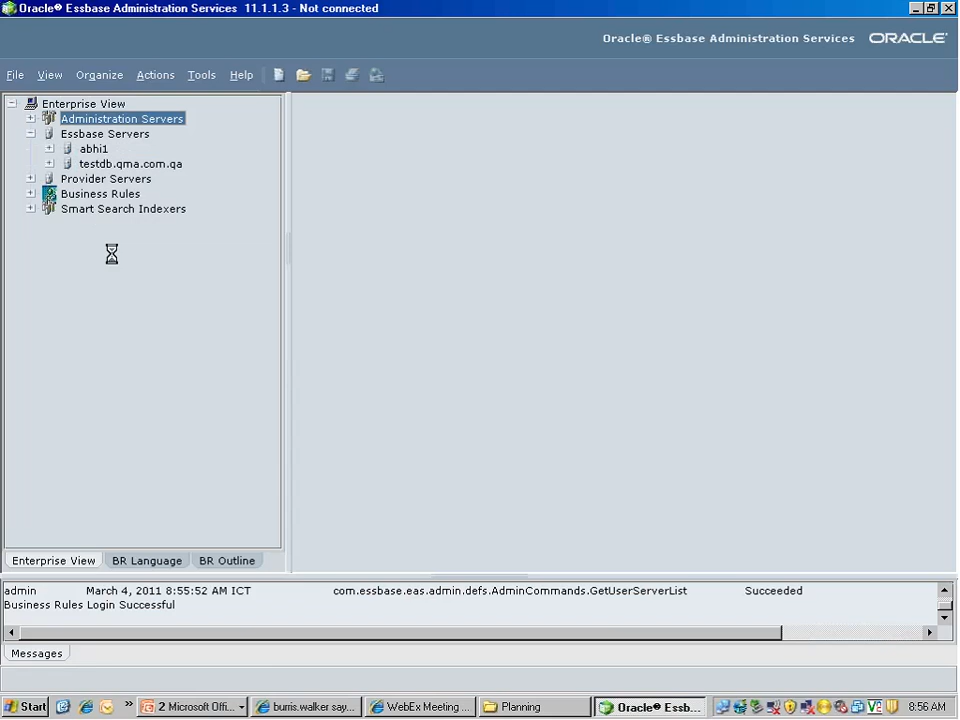 Oracle® Essbase Administration Services 11.1.1.3 - Not connected
Oracle® Essbase Administration Services ORACLE
File View Organize Actions Tools Help
Enterprise View
Administration Servers
Essbase Servers
abhi1
testdb.qma.com.qa
Provider Servers
Business Rules
Smart Search Indexers
Enterprise View BR Language BR Outline
admin March 4, 2011 8:55:52 AM ICT com.essbase.eas.admin.defs.AdminCommands.GetUserServerList Succeeded
Business Rules Login Successful
Messages
Start » 2 Microsoft Offi... burris.walker say... WebEx Meeting ... Planning Oracle® Essb... 8:56 AM